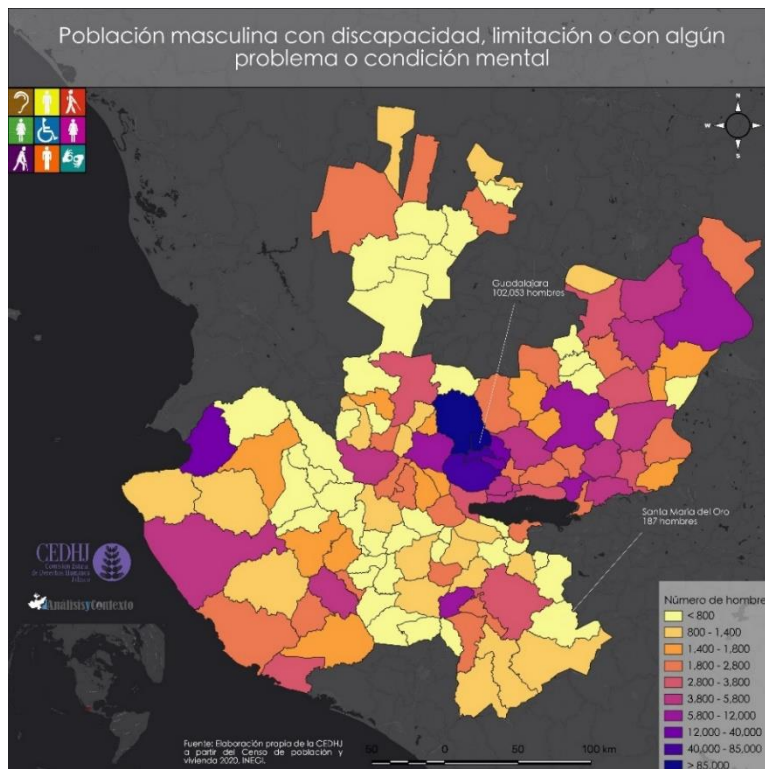 Población masculina con discapacidad, limitación o con algún
problema o condición mental
N
W
S
Guadalajara
102,053 hombres
Santa María del Oro
187 hombres
CEDHJ
Comisión Estatal
de Derechos Humanos
Jalisco
AnálisisyContexto
Número de hombre
< 800
800 - 1,400
1,400 - 1,800
1,800 - 2,800
2,800 - 3,800
3,800 - 5,800
5,800 - 12,000
12,000 - 40,000
40,000 - 85,000
> 85,000
Fuente: Elaboración propia de la CEDHJ
a partir del Censo de población y
vivienda 2020, INEGI.
50 0 50 100 km